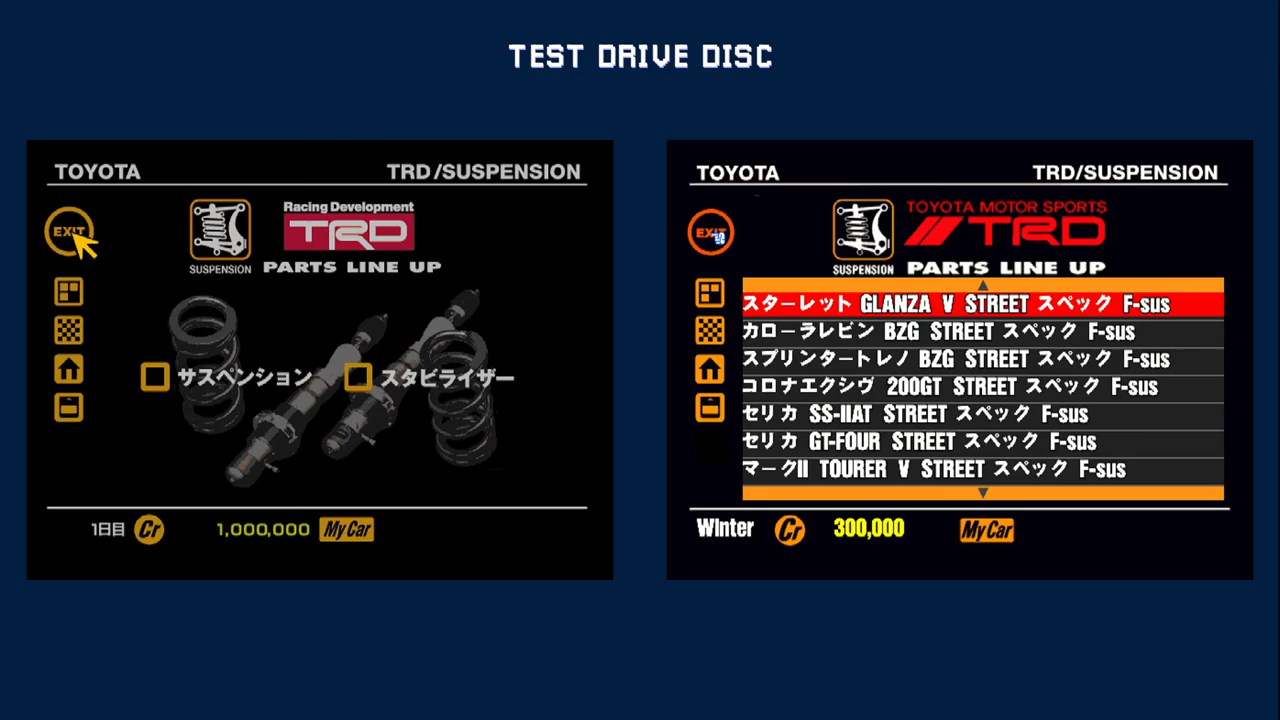 TEST DRIVE DISC
TOYOTA
TRD/SUSPENSION
EXIT
Racing Development
TRD
SUSPENSION
PARTS LINE UP
サスペンション
スタビライザー
1日目
Cr
1,000,000
My Car
TOYOTA
TRD/SUSPENSION
EXIT
TOYOTA MOTOR SPORTS
TRD
SUSPENSION
PARTS LINE UP
スターレット GLANZA V STREET スペック F-sus
カローラレビン BZG STREET スペック F-sus
スプリンタートレノ BZG STREET スペック F-sus
コロナエクシヴ 200GT STREET スペック F-sus
セリカ SS-IIAT STREET スペック F-sus
セリカ GT-FOUR STREET スペック F-sus
マークII TOURER V STREET スペック F-sus
Winter
Cr
300,000
My Car